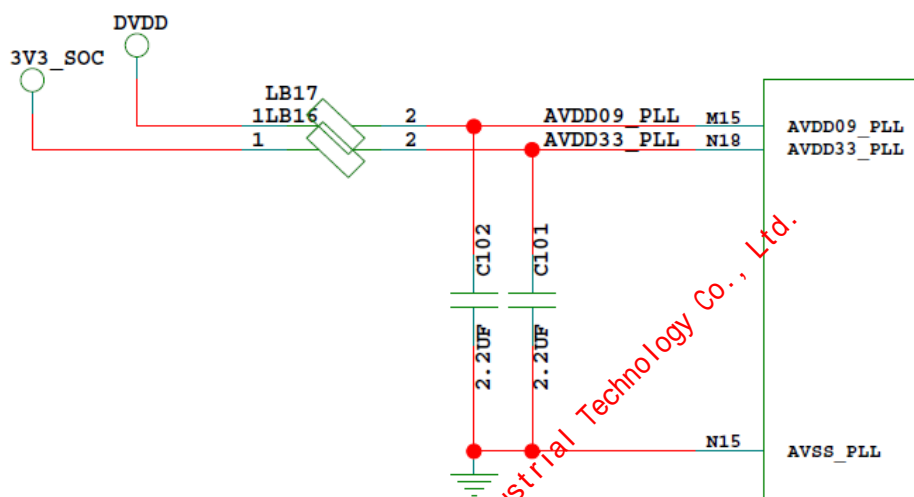 DVDD
3V3_SOC
LB17
1LB16 2 AVDD09_PLL M15 AVDD09_PLL
1 2 AVDD33_PLL N18 AVDD33_PLL
C102 C101
2.2UF 2.2UF
N15 AVSS_PLL
ustrial Technology Co., Ltd.